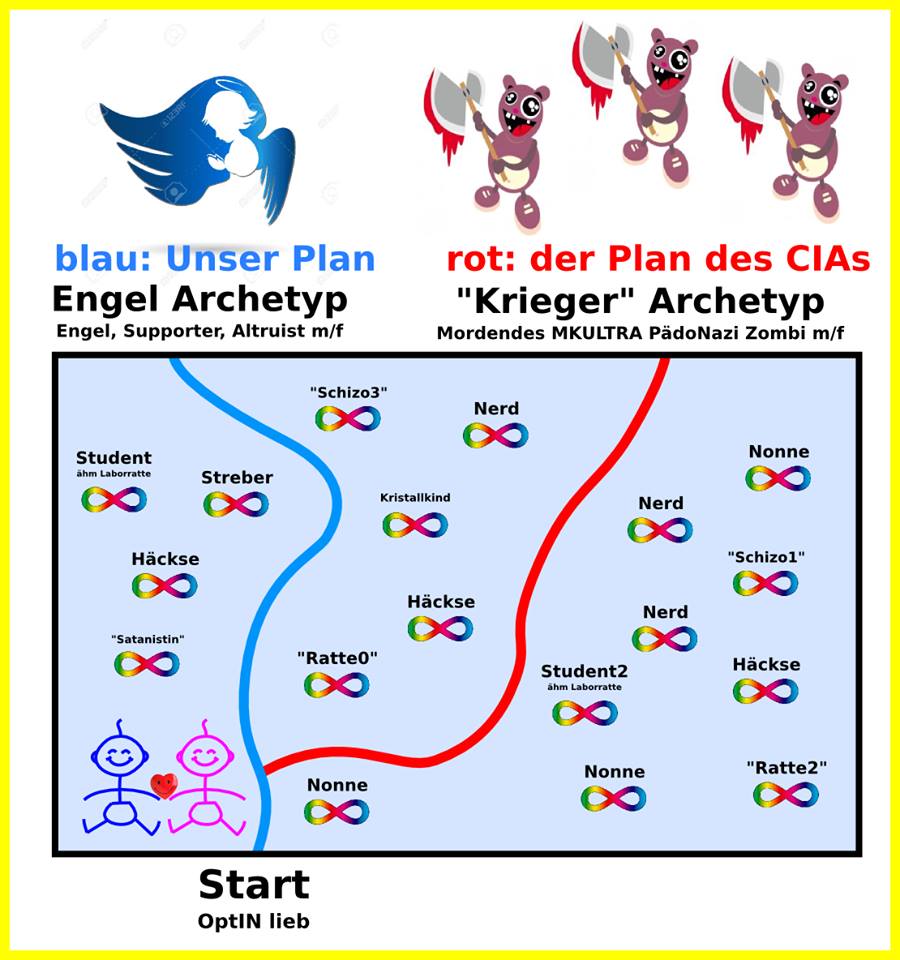 blau: Unser Plan
Engel Archetyp
Engel, Supporter, Altruist m/f
rot: der Plan des CIAs
"Krieger" Archetyp
Mordendes MKULTRA PädoNazi Zombi m/f
"Schizo3"
Nerd
Student
ähm Laborratte
Streber
Kristallkind
Nonne
Nerd
Häckse
"Schizo1"
Häckse
Nerd
"Satanistin"
"Ratte0"
Student2
ähm Laborratte
Häckse
Nonne
Nonne
"Ratte2"
Start
OptIN lieb